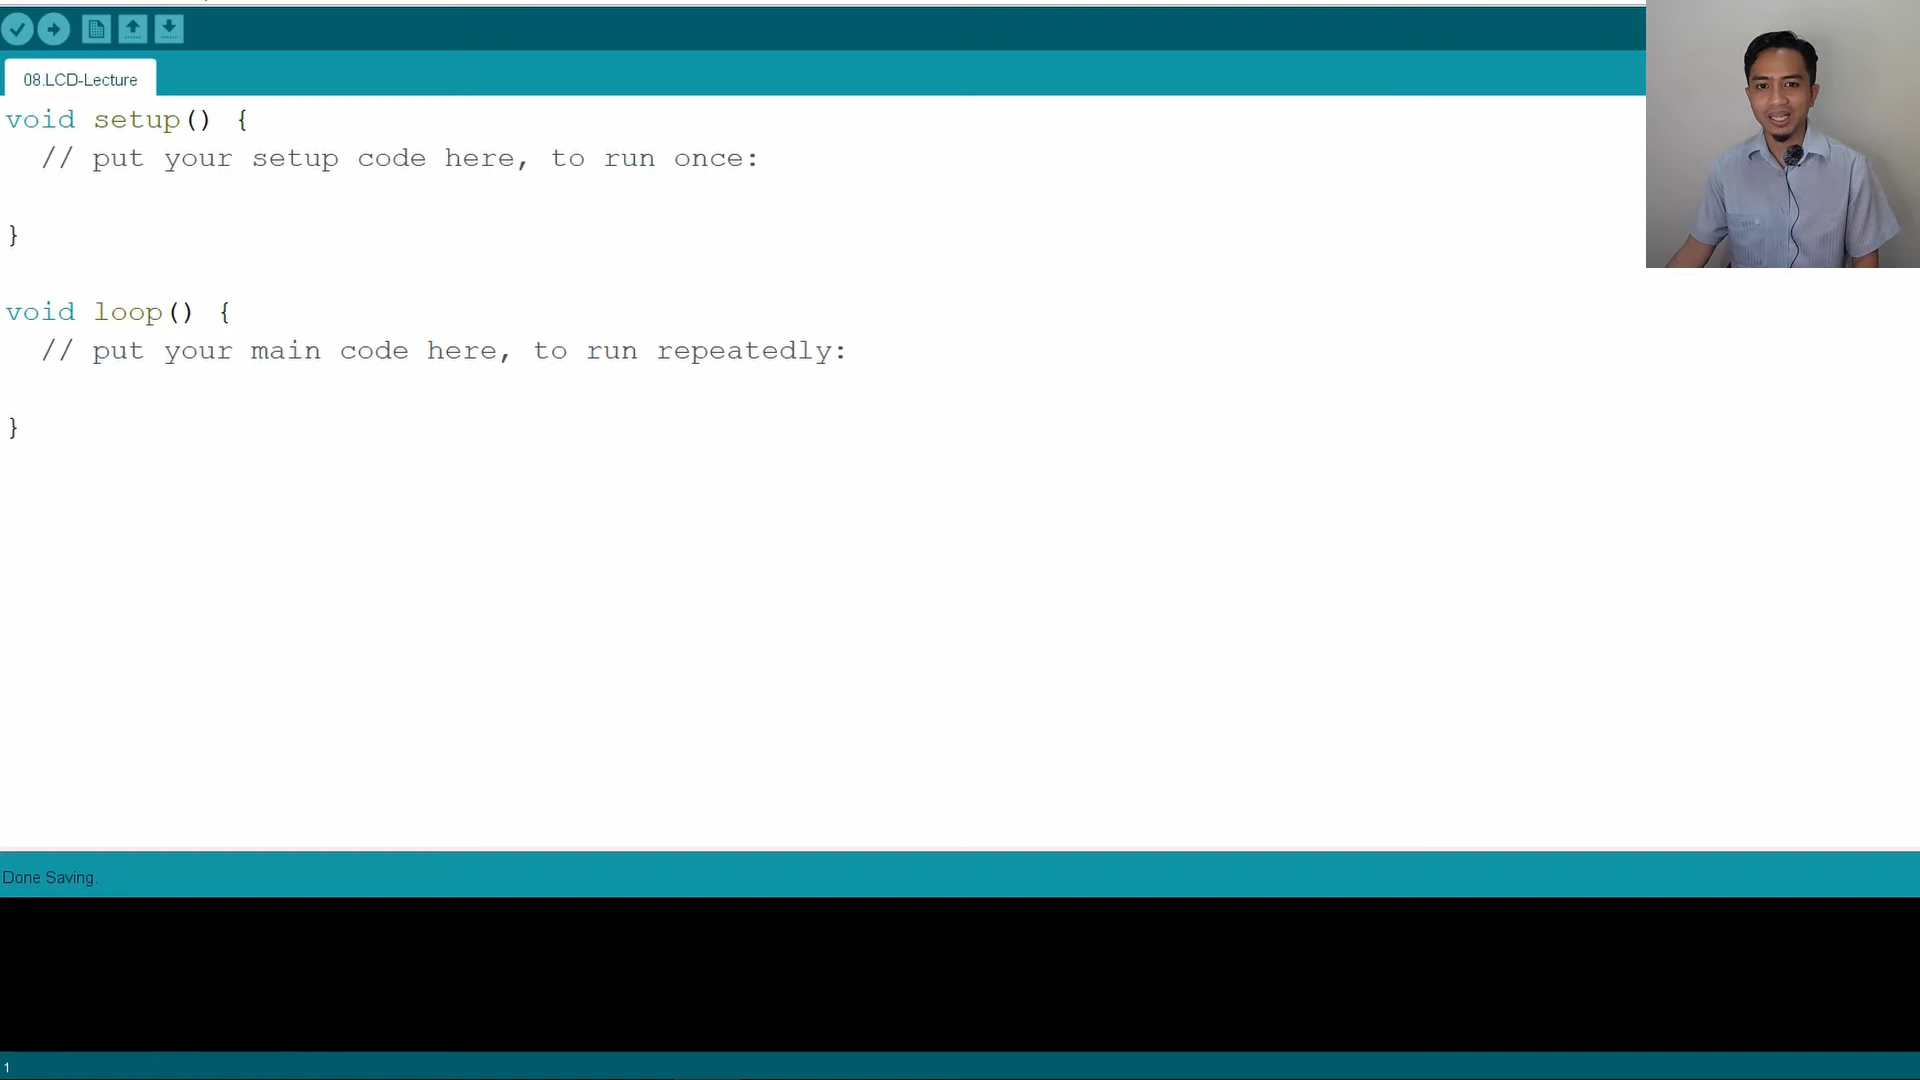 08.LCD-Lecture
void setup() {
  // put your setup code here, to run once:
}
void loop() {
  // put your main code here, to run repeatedly:
}
Done Saving.
1